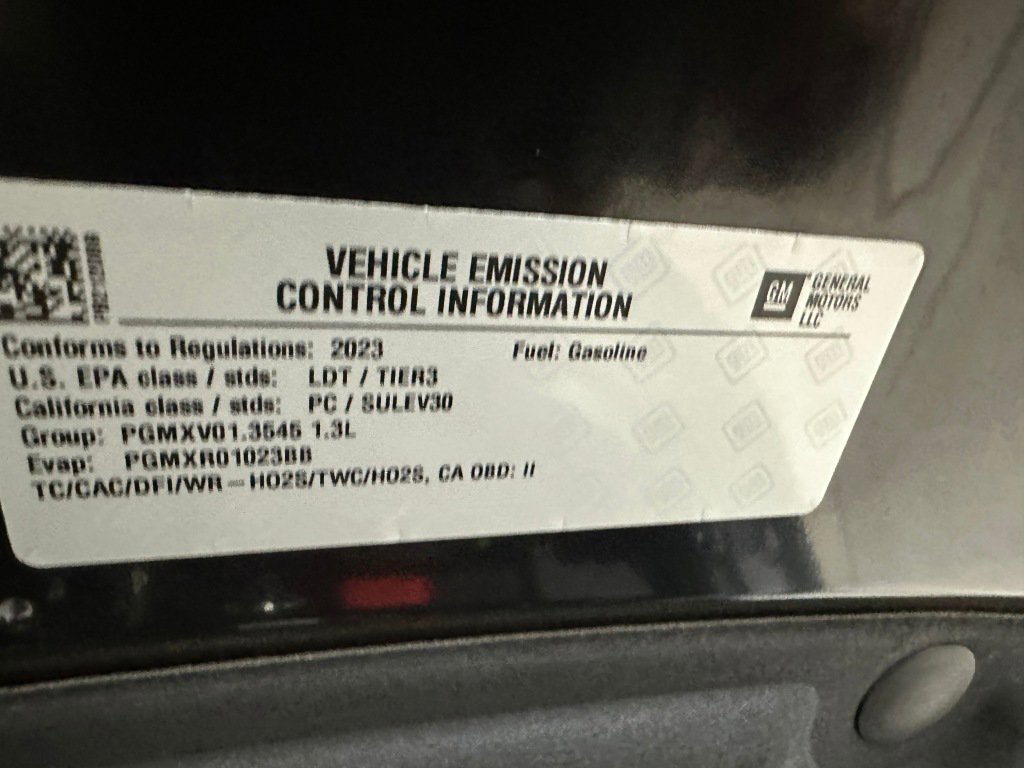 VEHICLE EMISSION
CONTROL INFORMATION
GM GENERAL
MOTORS
LLC
Conforms to Regulations: 2023 Fuel: Gasoline
U.S. EPA class / stds: LDT / TIER3
California class / stds: PC / SULEV30
Group: PGMXV01.3545 1.3L
Evap: PGMXR01023BB
TC/CAC/DFI/WR-HO2S/TWC/HO2S, CA OBD: II